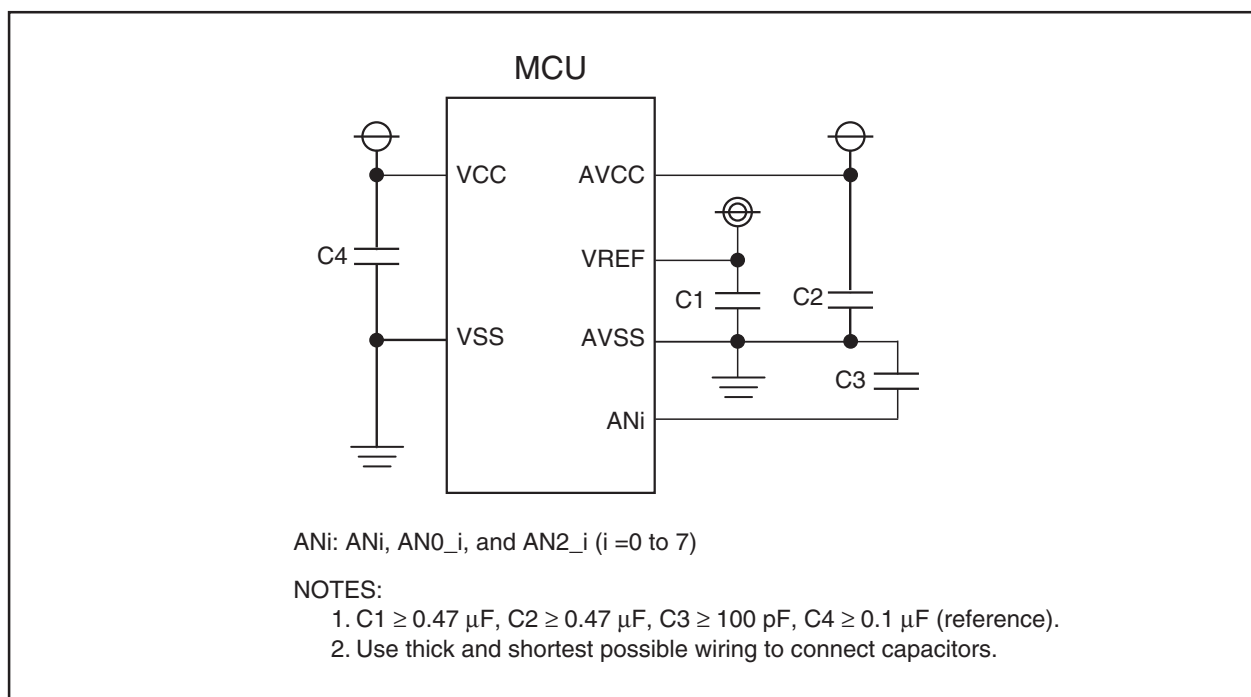 MCU
VCC
AVCC
C4
VREF
C1
C2
VSS
AVSS
C3
ANi
ANi: ANi, AN0_i, and AN2_i (i =0 to 7)
NOTES:
1. C1 ≥ 0.47 μF, C2 ≥ 0.47 μF, C3 ≥ 100 pF, C4 ≥ 0.1 μF (reference).
2. Use thick and shortest possible wiring to connect capacitors.